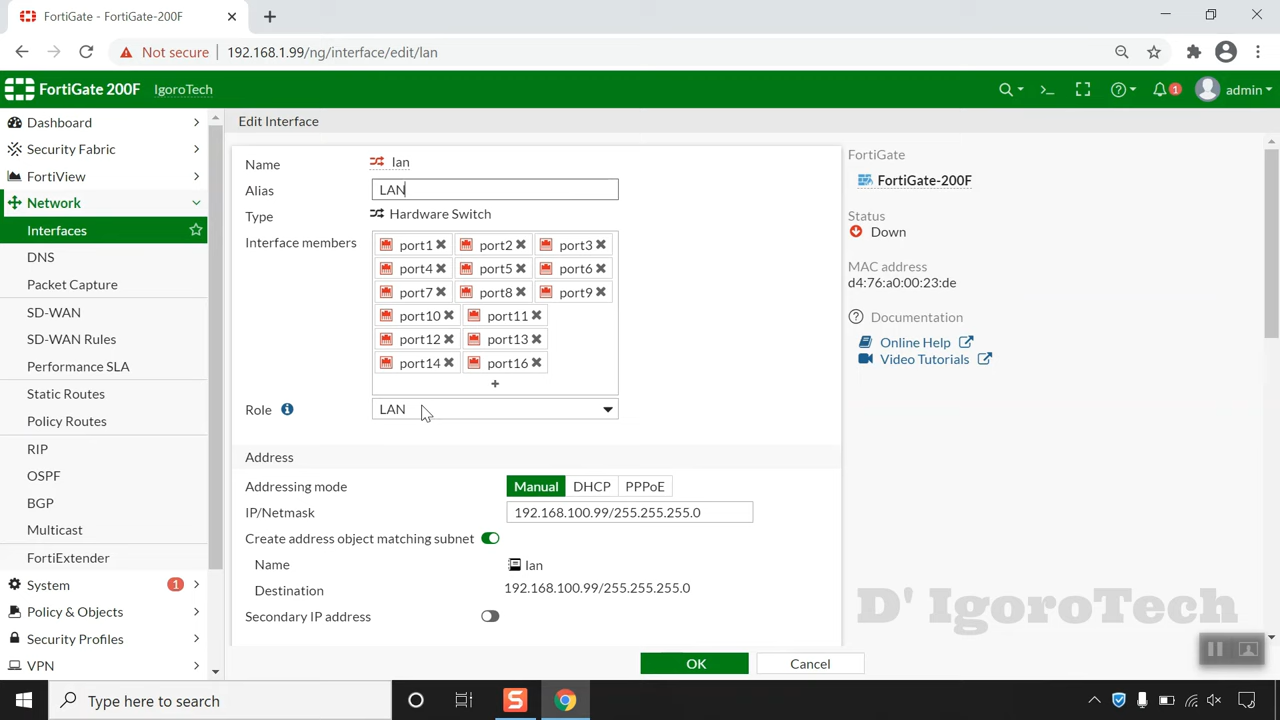 FortiGate - FortiGate-200F
Not secure | 192.168.1.99/ng/interface/edit/lan
FortiGate 200F IgoroTech
1
admin
Dashboard
Security Fabric
FortiView
Network
Interfaces
DNS
Packet Capture
SD-WAN
SD-WAN Rules
Performance SLA
Static Routes
Policy Routes
RIP
OSPF
BGP
Multicast
FortiExtender
System 1
Policy & Objects
Security Profiles
VPN
Edit Interface
Name lan
Alias LAN
Type Hardware Switch
Interface members port1 port2 port3
port4 port5 port6
port7 port8 port9
port10 port11
port12 port13
port14 port16
+
Role LAN
Address
Addressing mode Manual DHCP PPPoE
IP/Netmask 192.168.100.99/255.255.255.0
Create address object matching subnet
Name lan
Destination 192.168.100.99/255.255.255.0
Secondary IP address
OK Cancel
FortiGate
FortiGate-200F
Status
Down
MAC address
d4:76:a0:00:23:de
Documentation
Online Help
Video Tutorials
D' IgoroTech
Type here to search
S